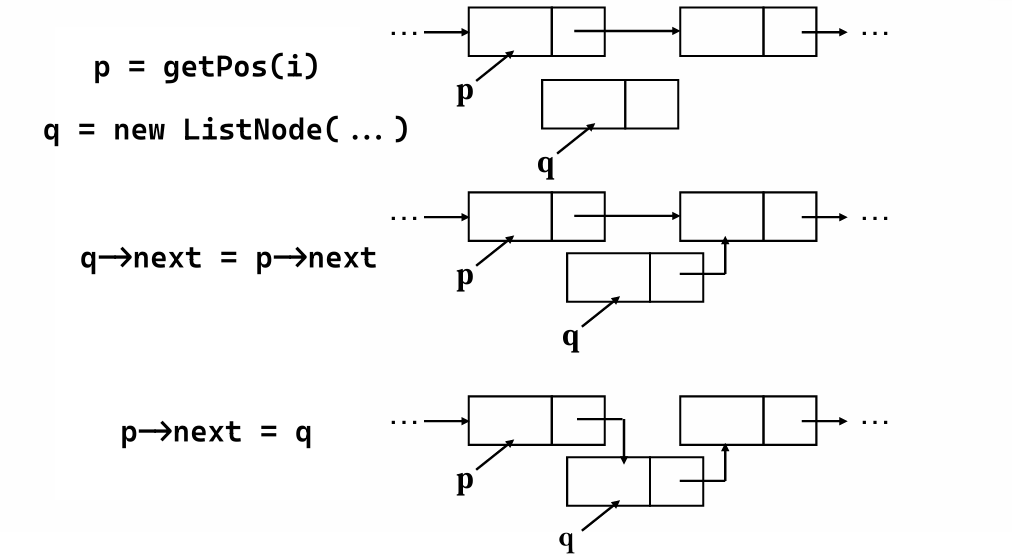 ... ...
p = getPos(i)
p
q = new ListNode( ... )
q
... ...
q→next = p→next
p
q
... ...
p→next = q
p
q